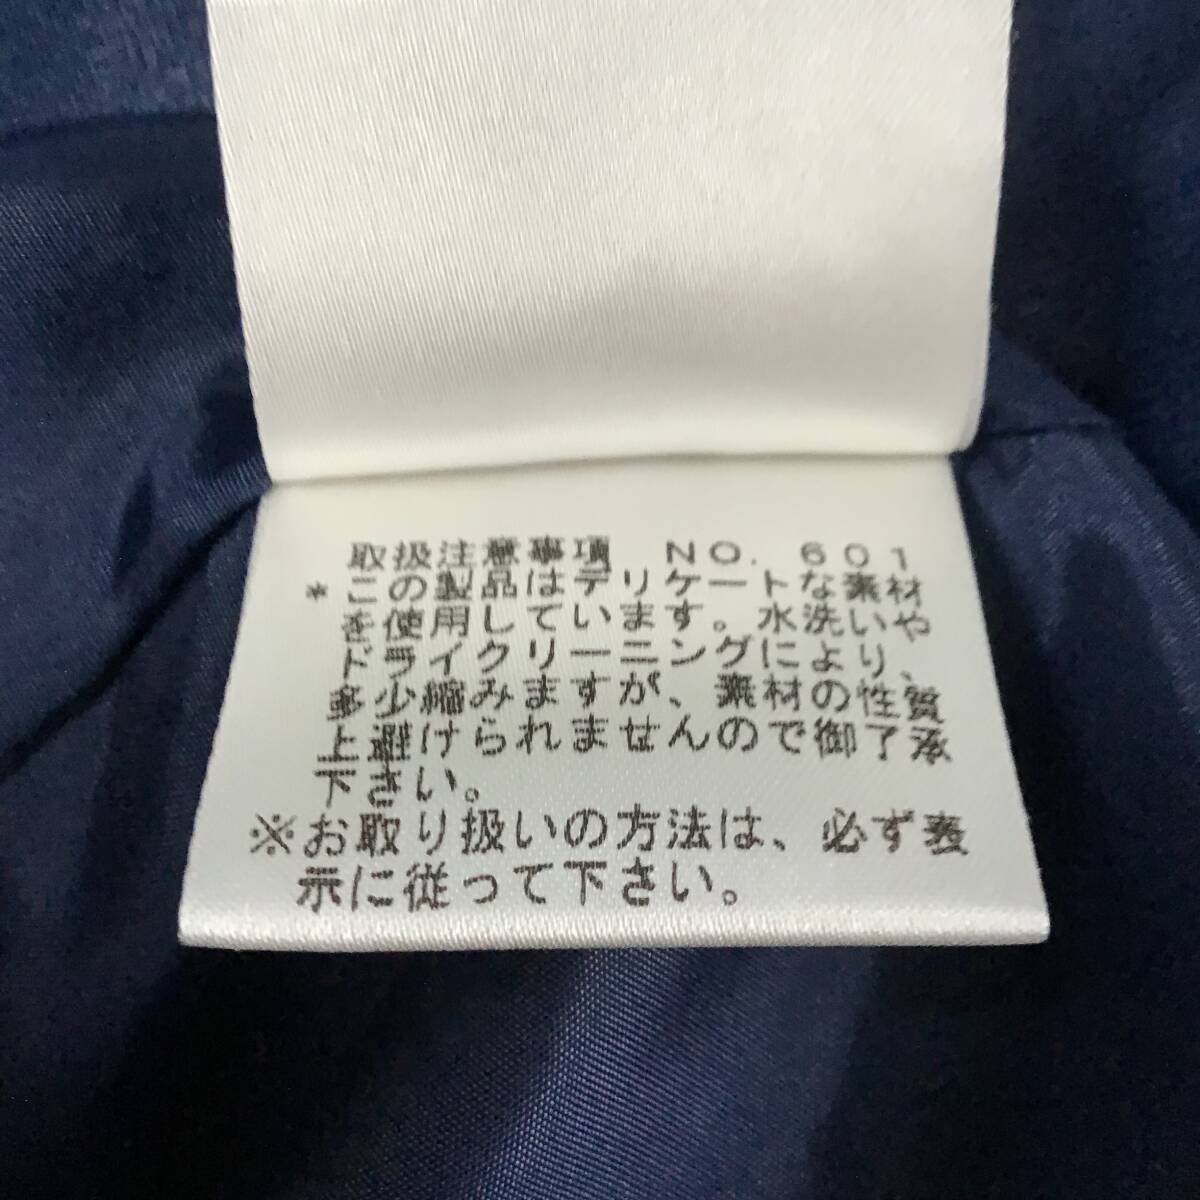 取扱注意事項 NO. 601
*この製品はデリケートな素材
を使用しています。水洗いや
ドライクリーニングにより、
多少縮みますが、素材の性質
上避けられませんので御了承
下さい。
※お取り扱いの方法は、必ず表
示に従って下さい。